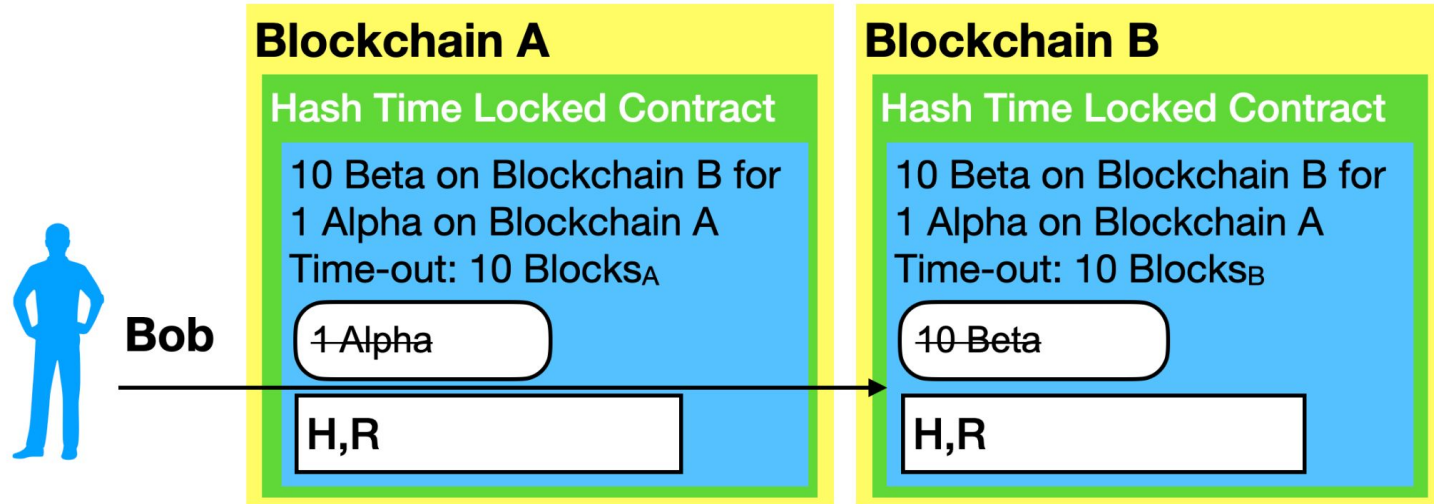 Blockchain A
Hash Time Locked Contract
10 Beta on Blockchain B for
1 Alpha on Blockchain A
Time-out: 10 BlocksA
1 Alpha
H,R
Bob
Blockchain B
Hash Time Locked Contract
10 Beta on Blockchain B for
1 Alpha on Blockchain A
Time-out: 10 BlocksB
10 Beta
H,R